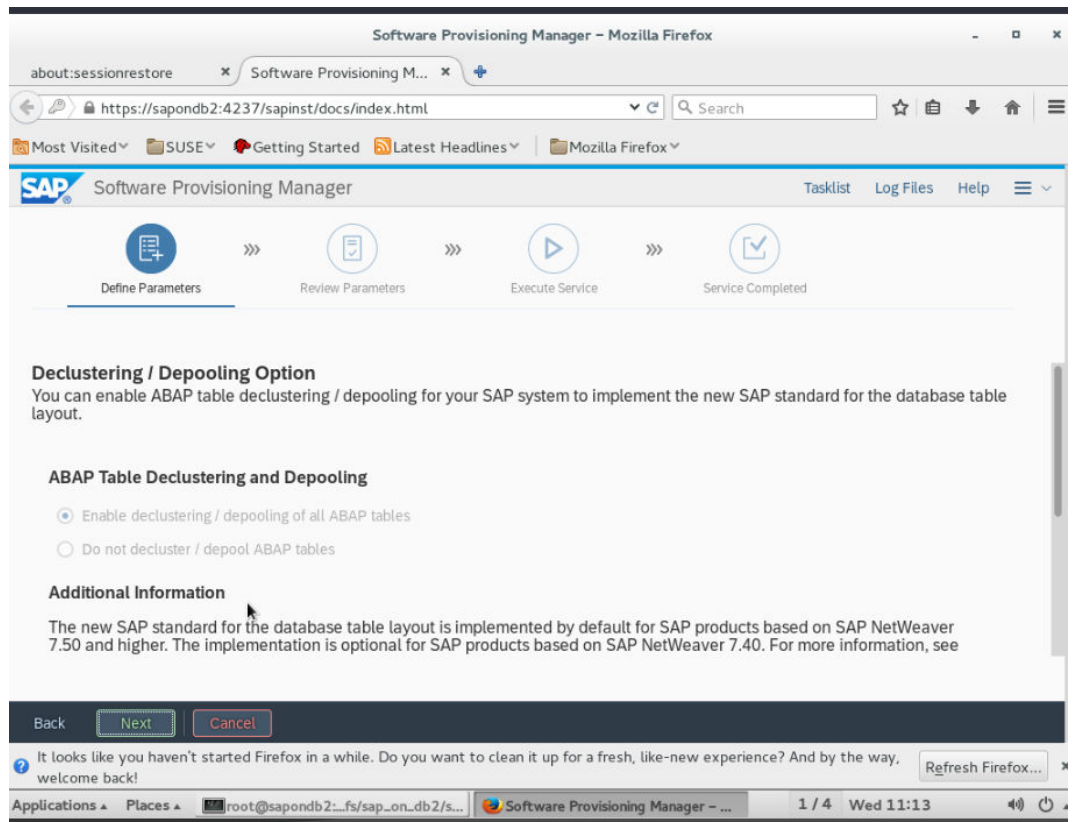 Software Provisioning Manager – Mozilla Firefox
about:sessionrestore
Software Provisioning M...
https://sapondb2:4237/sapinst/docs/index.html
Search
Most Visited
SUSE
Getting Started
Latest Headlines
Mozilla Firefox
SAP
Software Provisioning Manager
Tasklist
Log Files
Help
Define Parameters
Review Parameters
Execute Service
Service Completed
Declustering / Depooling Option
You can enable ABAP table declustering / depooling for your SAP system to implement the new SAP standard for the database table
layout.
ABAP Table Declustering and Depooling
Enable declustering / depooling of all ABAP tables
Do not decluster / depool ABAP tables
Additional Information
The new SAP standard for the database table layout is implemented by default for SAP products based on SAP NetWeaver
7.50 and higher. The implementation is optional for SAP products based on SAP NetWeaver 7.40. For more information, see
Back
Next
Cancel
It looks like you haven't started Firefox in a while. Do you want to clean it up for a fresh, like-new experience? And by the way,
welcome back!
Refresh Firefox...
Applications
Places
root@sapondb2:..._fs/sap_on_db2/s...
Software Provisioning Manager – ...
1 / 4
Wed 11:13